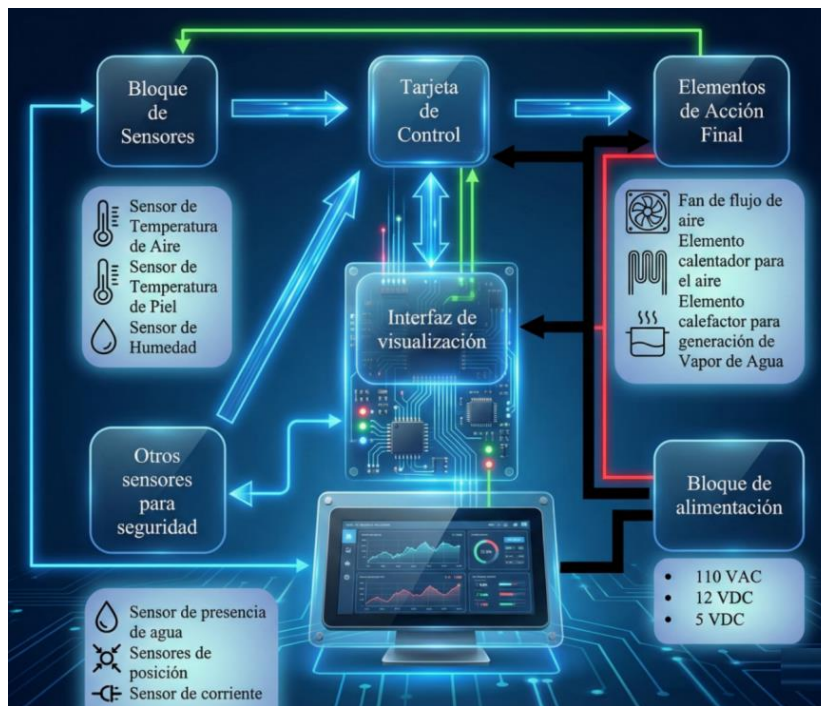 Bloque
de
Sensores
Tarjeta
de
Control
Elementos
de Acción
Final
Sensor de
Temperatura
de Aire
Sensor de
Temperatura
de Piel
Sensor de
Humedad
Fan de flujo de
aire
Elemento
calentador para
el aire
Elemento
calefactor para
generación de
Vapor de Agua
Interfaz de
visualización
Otros
sensores
para
seguridad
Bloque de
alimentación
• 110 VAC
• 12 VDC
• 5 VDC
Sensor de presencia
de agua
Sensores de
posición
Sensor de corriente